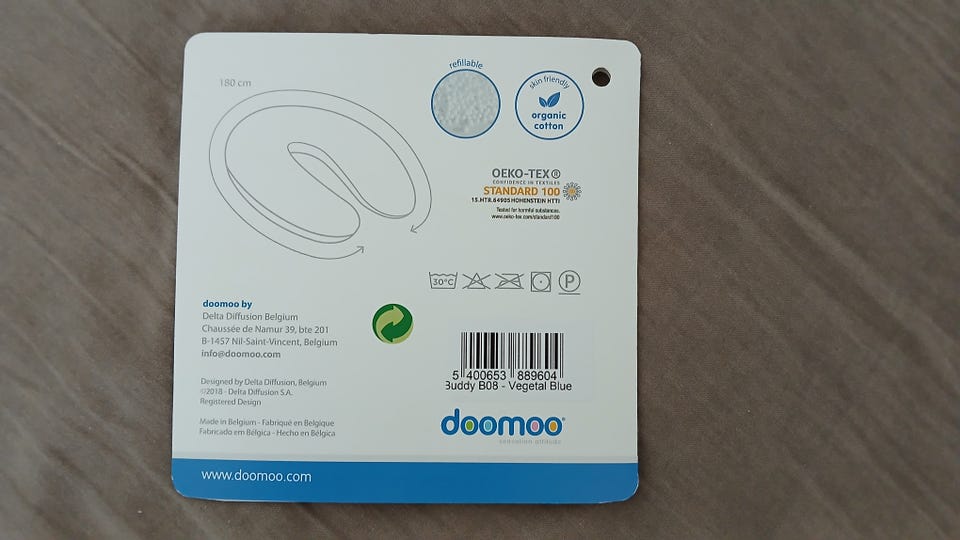 180 cm
refillable
skin friendly
organic
cotton
OEKO-TEX®
CONFIDENCE IN TEXTILES
STANDARD 100
15.HTR.64905 HOHENSTEIN HTTI
Tested for harmful substances.
www.oeko-tex.com/standard100
30°C
P
doomoo by
Delta Diffusion Belgium
Chaussée de Namur 39, bte 201
B-1457 Nil-Saint-Vincent, Belgium
info@doomoo.com
Designed by Delta Diffusion, Belgium
©2018 - Delta Diffusion S.A.
Registered Design
Made in Belgium - Fabriqué en Belgique
Fabricado em Bélgica - Hecho en Bélgica
5 400653 889604
Buddy B08 - Vegetal Blue
doomoo®
sensation attitude
www.doomoo.com